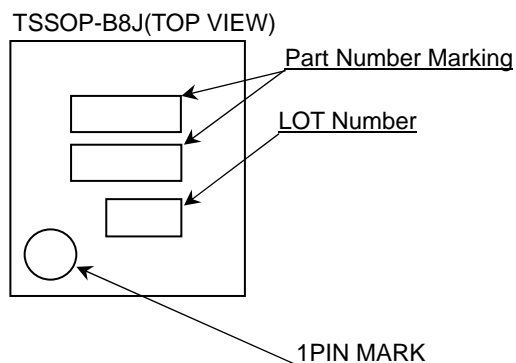 TSSOP-B8J(TOP VIEW)
Part Number Marking
LOT Number
1PIN MARK